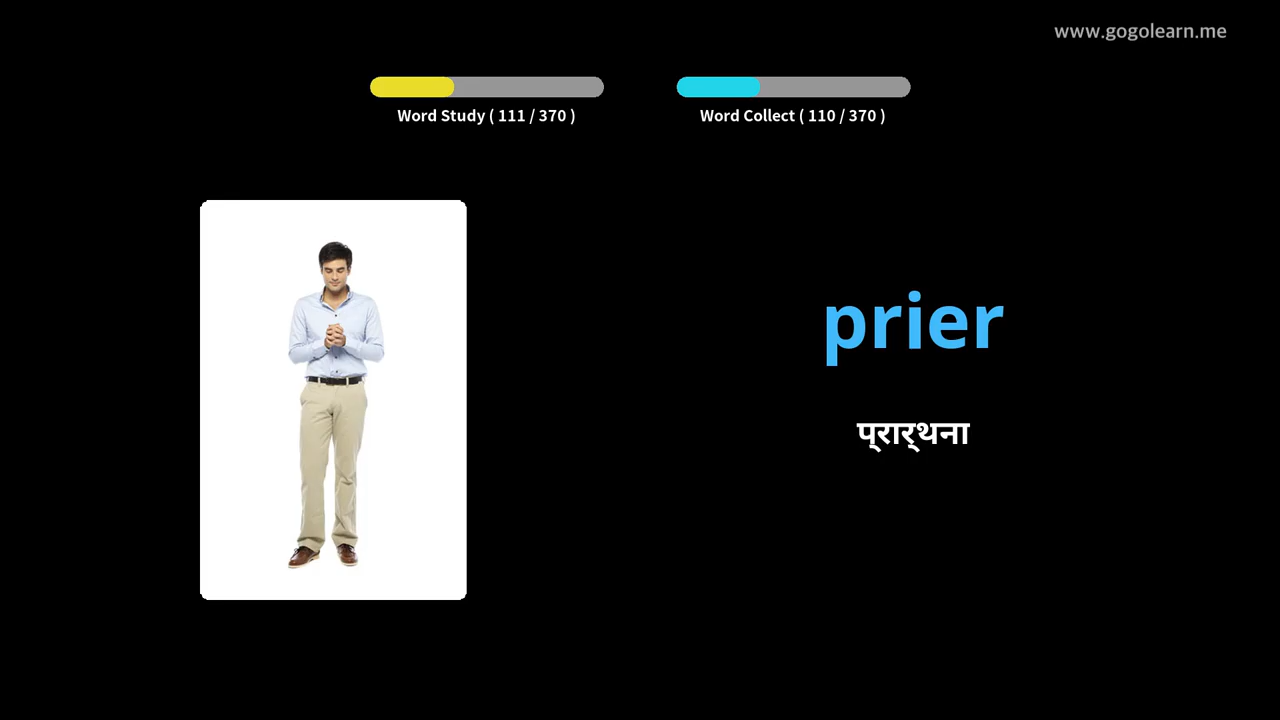 www.gogolearn.me
Word Study ( 111 / 370 )
Word Collect ( 110 / 370 )
prier
प्रार्थना